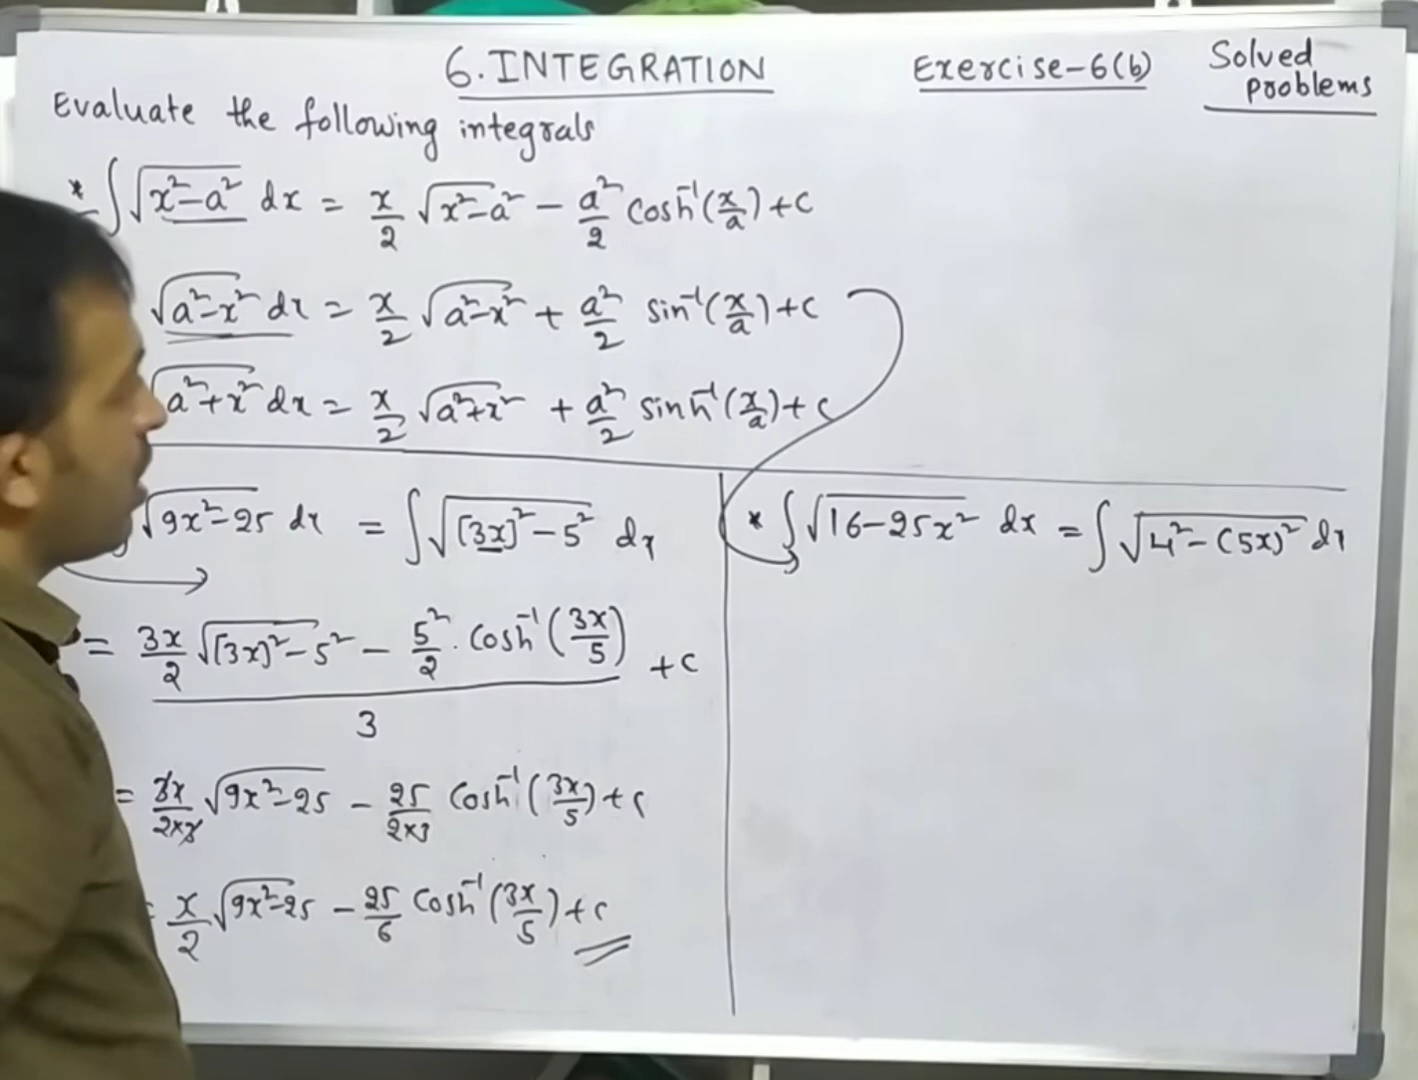 6. INTEGRATION
Exercise-6(b)
Solved problems
Evaluate the following integrals
* ∫√(x²-a²) dx = x/2 √(x²-a²) - a²/2 cosh⁻¹(x/a) + c
√(a²-x²) dx = x/2 √(a²-x²) + a²/2 sin⁻¹(x/a) + c
√(a²+x²) dx = x/2 √(a²+x²) + a²/2 sinh⁻¹(x/a) + c
√(9x²-25) dx = ∫√([3x]²-5²) dx
= (3x/2 √([3x]²-5²) - 5²/2 . cosh⁻¹(3x/5))/3 + c
= 3x/2×3 √(9x²-25) - 25/2×3 cosh⁻¹(3x/5) + c
= x/2 √(9x²-25) - 25/6 cosh⁻¹(3x/5) + c
* ∫√(16-25x²) dx = ∫√(4²-(5x)²) dx